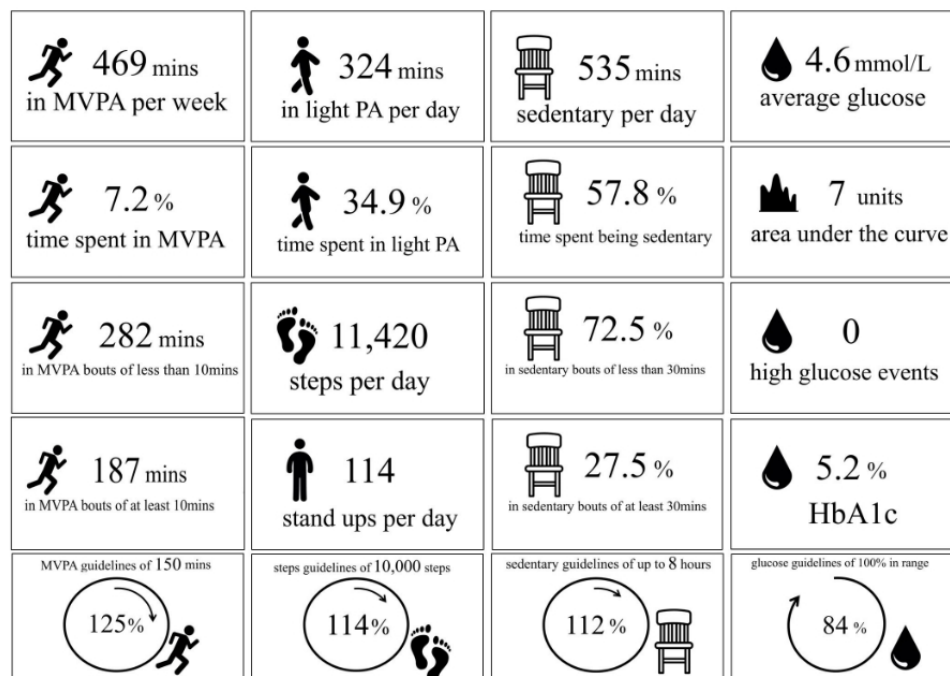 469 mins
in MVPA per week
324 mins
in light PA per day
535 mins
sedentary per day
4.6 mmol/L
average glucose
7.2 %
time spent in MVPA
34.9 %
time spent in light PA
57.8 %
time spent being sedentary
7 units
area under the curve
282 mins
in MVPA bouts of less than 10mins
11,420
steps per day
72.5 %
in sedentary bouts of less than 30mins
0
high glucose events
187 mins
in MVPA bouts of at least 10mins
114
stand ups per day
27.5 %
in sedentary bouts of at least 30mins
5.2 %
HbA1c
MVPA guidelines of 150 mins
125%
steps guidelines of 10,000 steps
114%
sedentary guidelines of up to 8 hours
112%
glucose guidelines of 100% in range
84 %